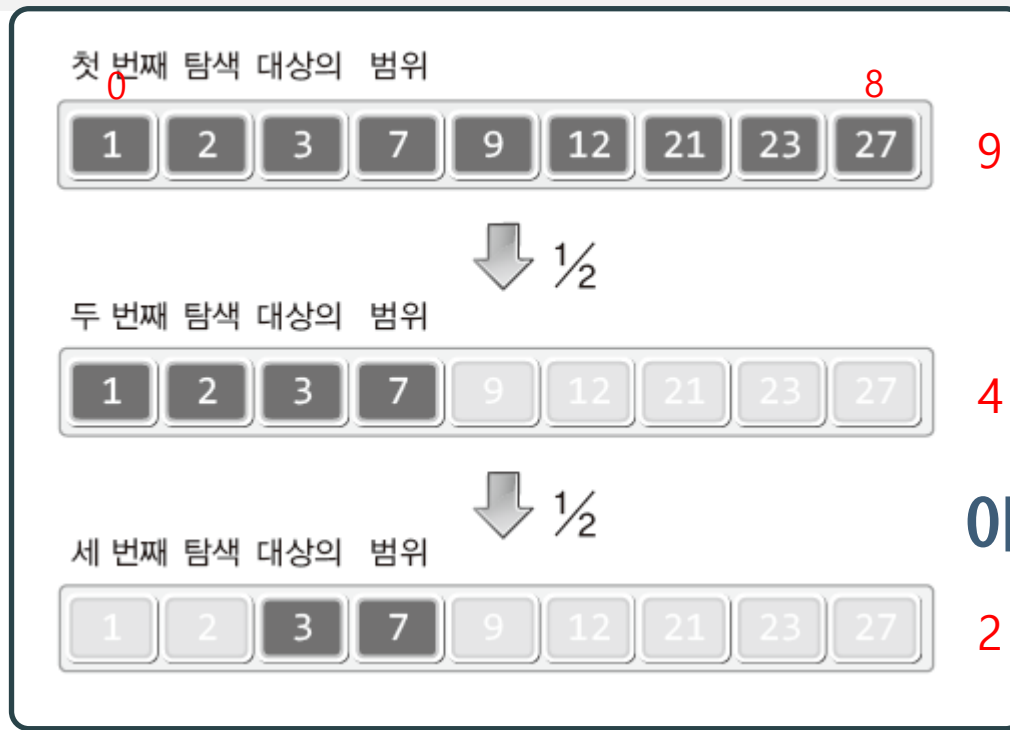 첫 번째 탐색 대상의 범위
0 8
1 2 3 7 9 12 21 23 27 9
1/2
두 번째 탐색 대상의 범위
1 2 3 7 9 12 21 23 27 4
1/2
세 번째 탐색 대상의 범위
1 2 3 7 9 12 21 23 27 2